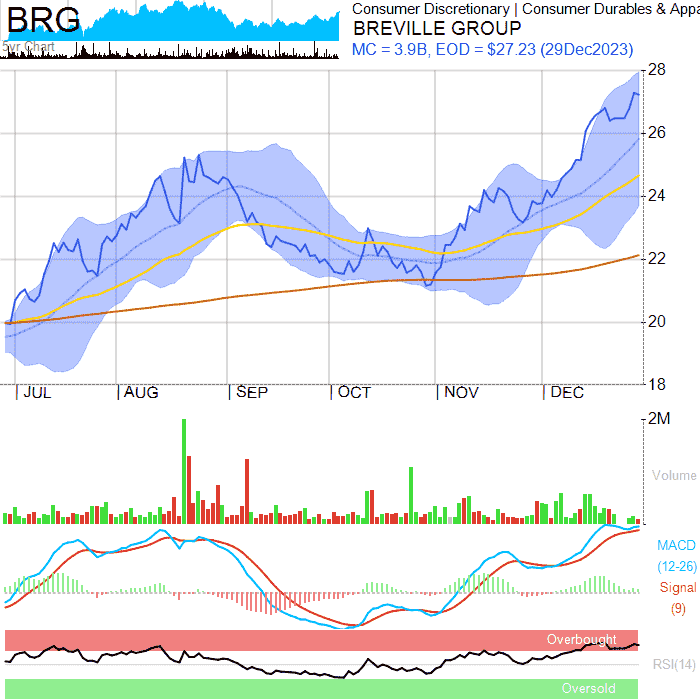 BRG
5yr Chart
Consumer Discretionary | Consumer Durables & Appa
BREVILLE GROUP
MC = 3.9B, EOD = $27.23 (29Dec2023)
28
26
24
22
20
18
JUL
AUG
SEP
OCT
NOV
DEC
2M
Volume
MACD
(12-26)
Signal
(9)
Overbought
RSI(14)
Oversold